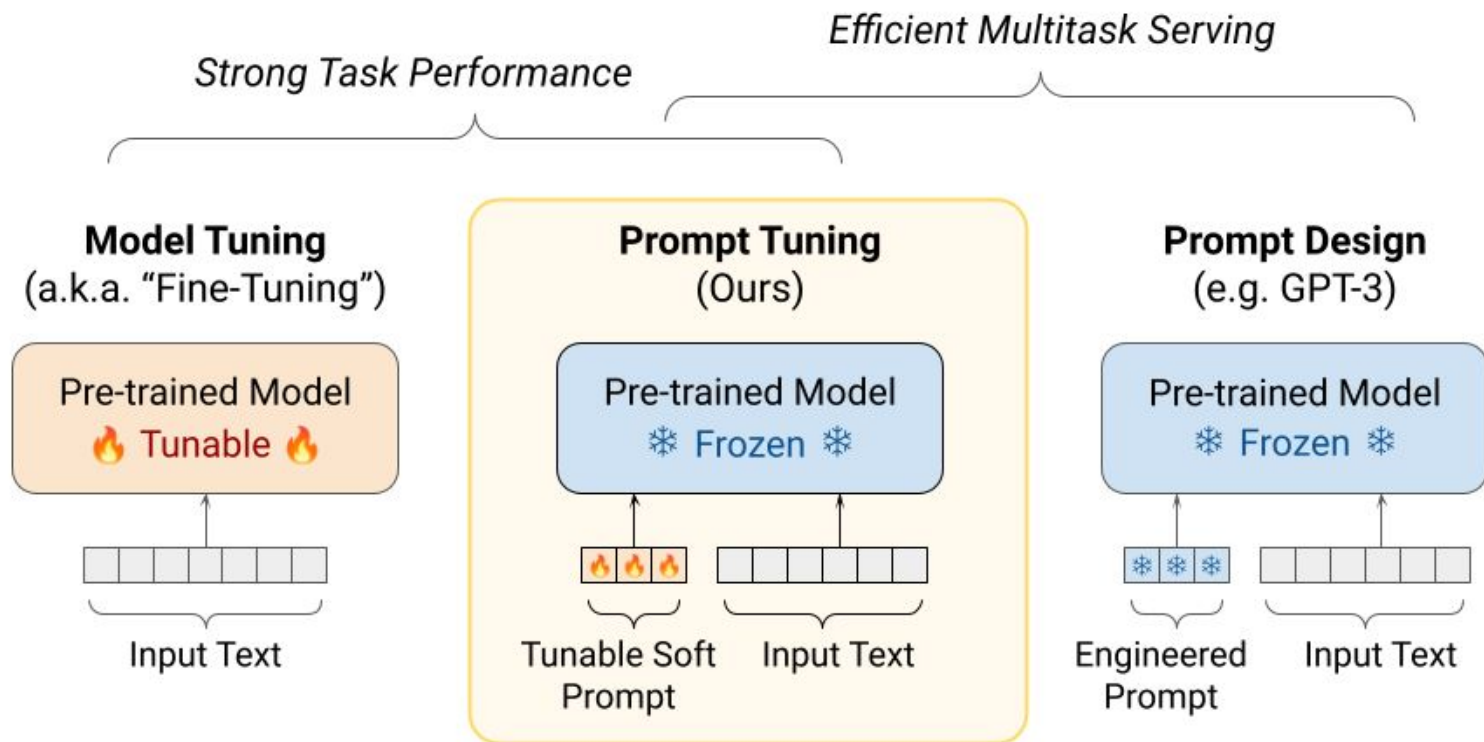 Efficient Multitask Serving
Strong Task Performance
Model Tuning
(a.k.a. “Fine-Tuning”)
Pre-trained Model
🔥 Tunable 🔥
Input Text
Prompt Tuning
(Ours)
Pre-trained Model
❄ Frozen ❄
Tunable Soft
Prompt
Input Text
Prompt Design
(e.g. GPT-3)
Pre-trained Model
❄ Frozen ❄
Engineered
Prompt
Input Text